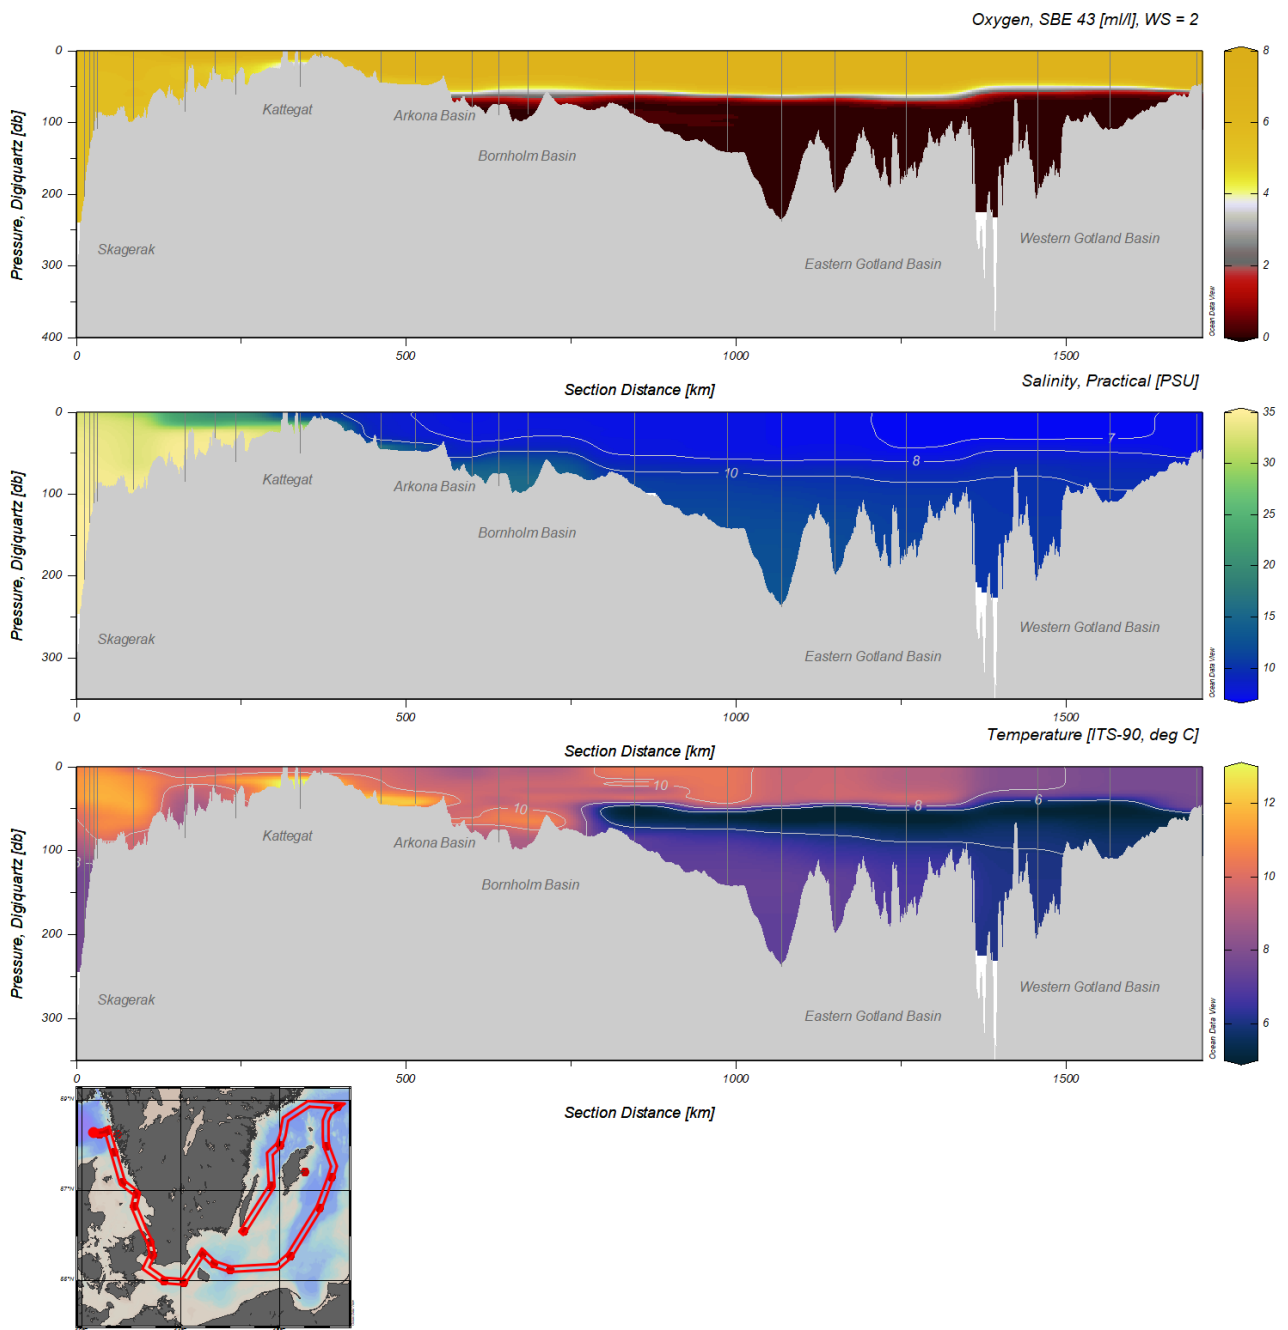 Oxygen, SBE 43 [ml/l], WS = 2
Pressure, Digiquartz [db]
0
100
200
300
400
Skagerak
Kattegat
Arkona Basin
Bornholm Basin
Eastern Gotland Basin
Western Gotland Basin
Ocean Data View
8
6
4
2
0
0
500
1000
1500
Section Distance [km]
Salinity, Practical [PSU]
Pressure, Digiquartz [db]
0
100
200
300
7
8
10
Skagerak
Kattegat
Arkona Basin
Bornholm Basin
Eastern Gotland Basin
Western Gotland Basin
Ocean Data View
35
30
25
20
15
10
0
500
1000
1500
Section Distance [km]
Temperature [ITS-90, deg C]
Pressure, Digiquartz [db]
0
100
200
300
10
10
8
6
Skagerak
Kattegat
Arkona Basin
Bornholm Basin
Eastern Gotland Basin
Western Gotland Basin
Ocean Data View
12
10
8
6
0
500
1000
1500
Section Distance [km]